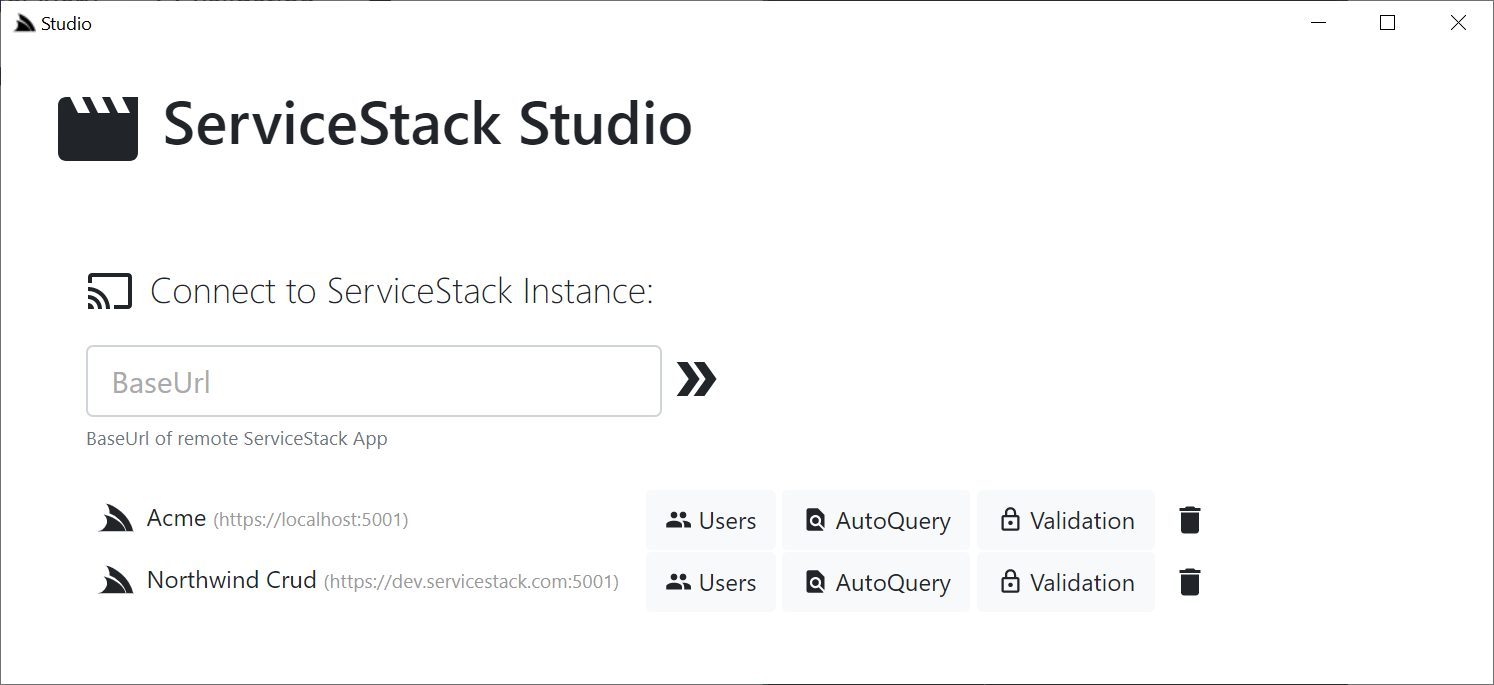 Studio
ServiceStack Studio
Connect to ServiceStack Instance:
BaseUrl
BaseUrl of remote ServiceStack App
Acme (https://localhost:5001) Users AutoQuery Validation
Northwind Crud (https://dev.servicestack.com:5001) Users AutoQuery Validation